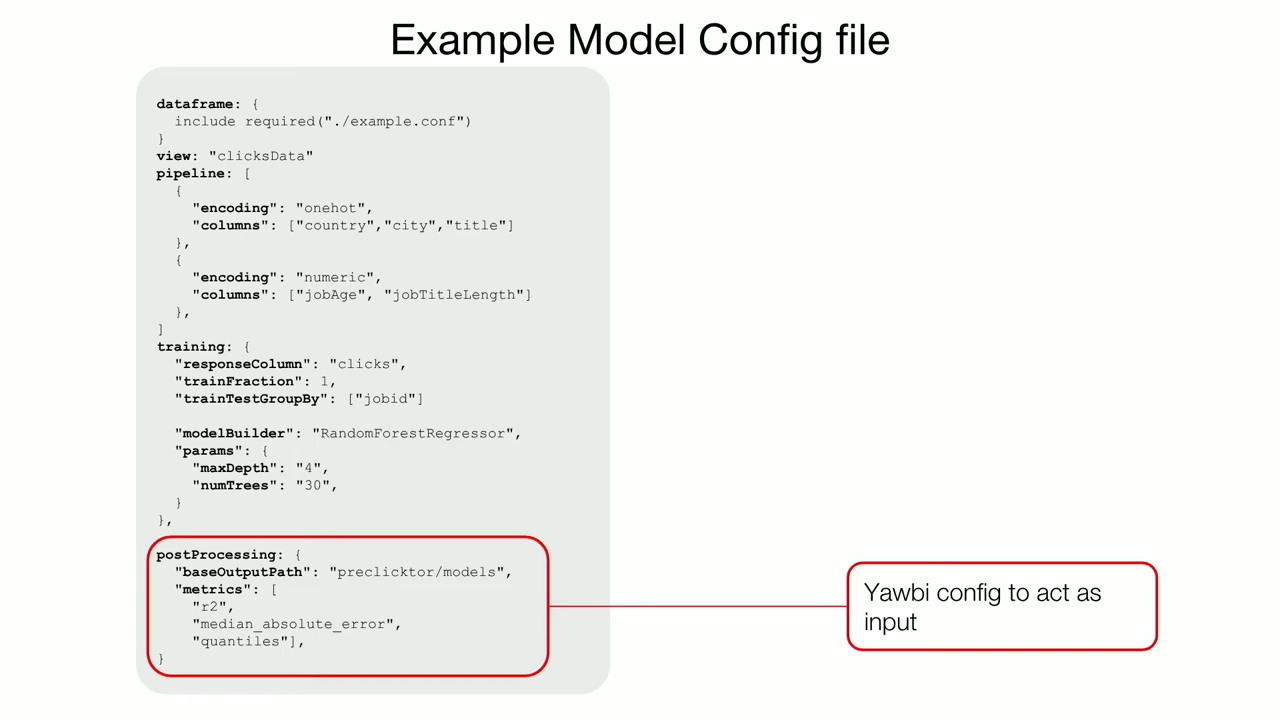 Example Model Config file
dataframe: {
include required("./example.conf")
}
view: "clicksData"
pipeline: [
{
"encoding": "onehot",
"columns": ["country","city","title"]
},
{
"encoding": "numeric",
"columns": ["jobAge", "jobTitleLength"]
},
]
training: {
"responseColumn": "clicks",
"trainFraction": 1,
"trainTestGroupBy": ["jobid"]
"modelBuilder": "RandomForestRegressor",
"params": {
"maxDepth": "4",
"numTrees": "30",
}
},
postProcessing: {
"baseOutputPath": "preclicktor/models",
"metrics": [
"r2",
"median_absolute_error",
"quantiles"],
}
Yawbi config to act as
input